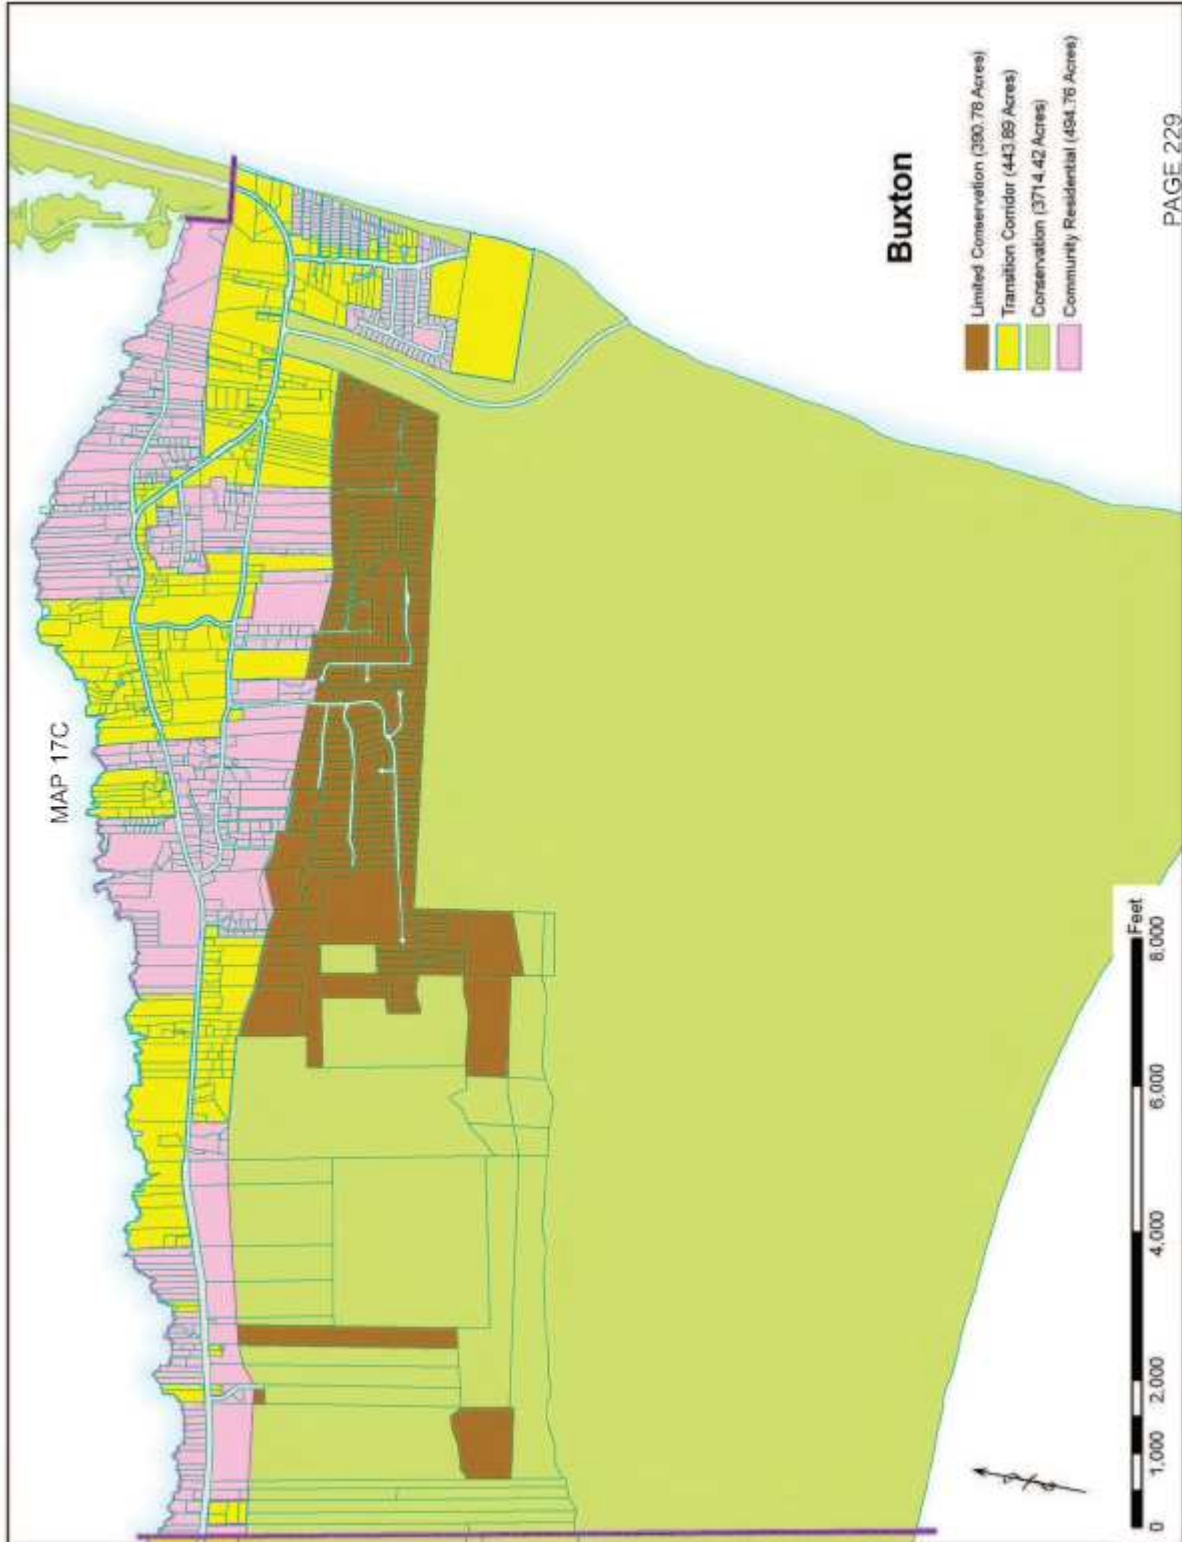 MAP 17C
Buxton
Limited Conservation (390.78 Acres)
Transition Corridor (443.89 Acres)
Conservation (3714.42 Acres)
Community Residential (494.76 Acres)
Feet
0 1,000 2,000 4,000 6,000 8,000
PAGE 229